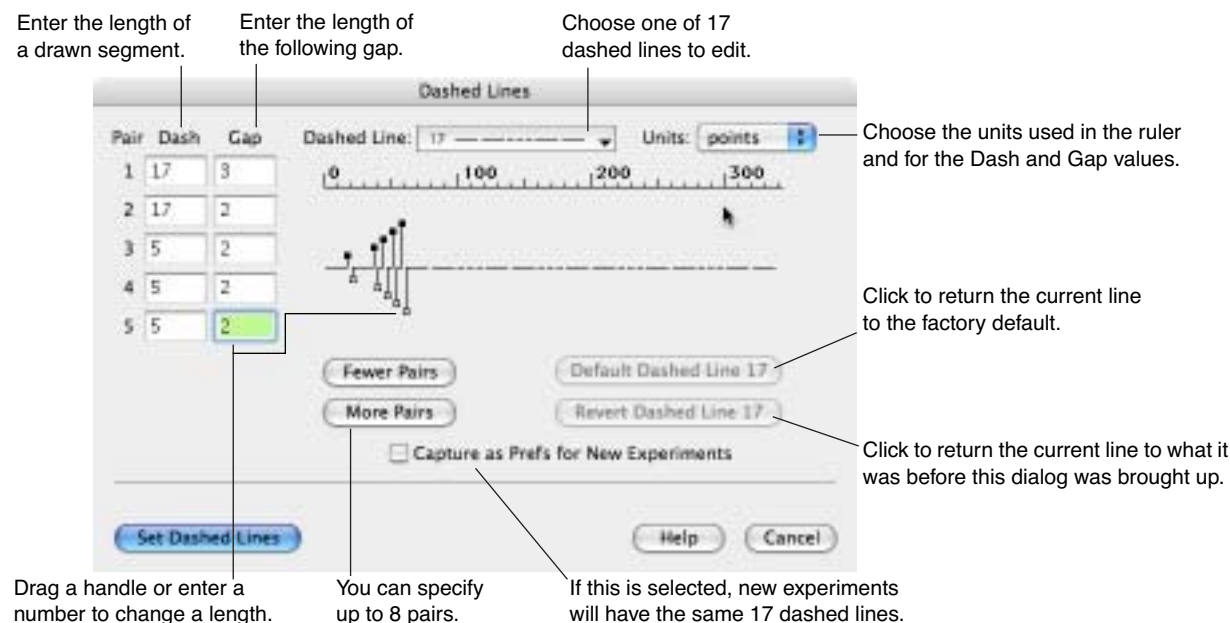 Enter the length of
a drawn segment.
Enter the length of
the following gap.
Choose one of 17
dashed lines to edit.
Dashed Lines
Pair Dash Gap
Dashed Line: 17
Units: points
Choose the units used in the ruler
and for the Dash and Gap values.
1 17 3
0 100 200 300
2 17 2
3 5 2
4 5 2
5 5 2
Click to return the current line
to the factory default.
Fewer Pairs
Default Dashed Line 17
More Pairs
Revert Dashed Line 17
Capture as Prefs for New Experiments
Click to return the current line to what it
was before this dialog was brought up.
Set Dashed Lines
Help
Cancel
Drag a handle or enter a
number to change a length.
You can specify
up to 8 pairs.
If this is selected, new experiments
will have the same 17 dashed lines.